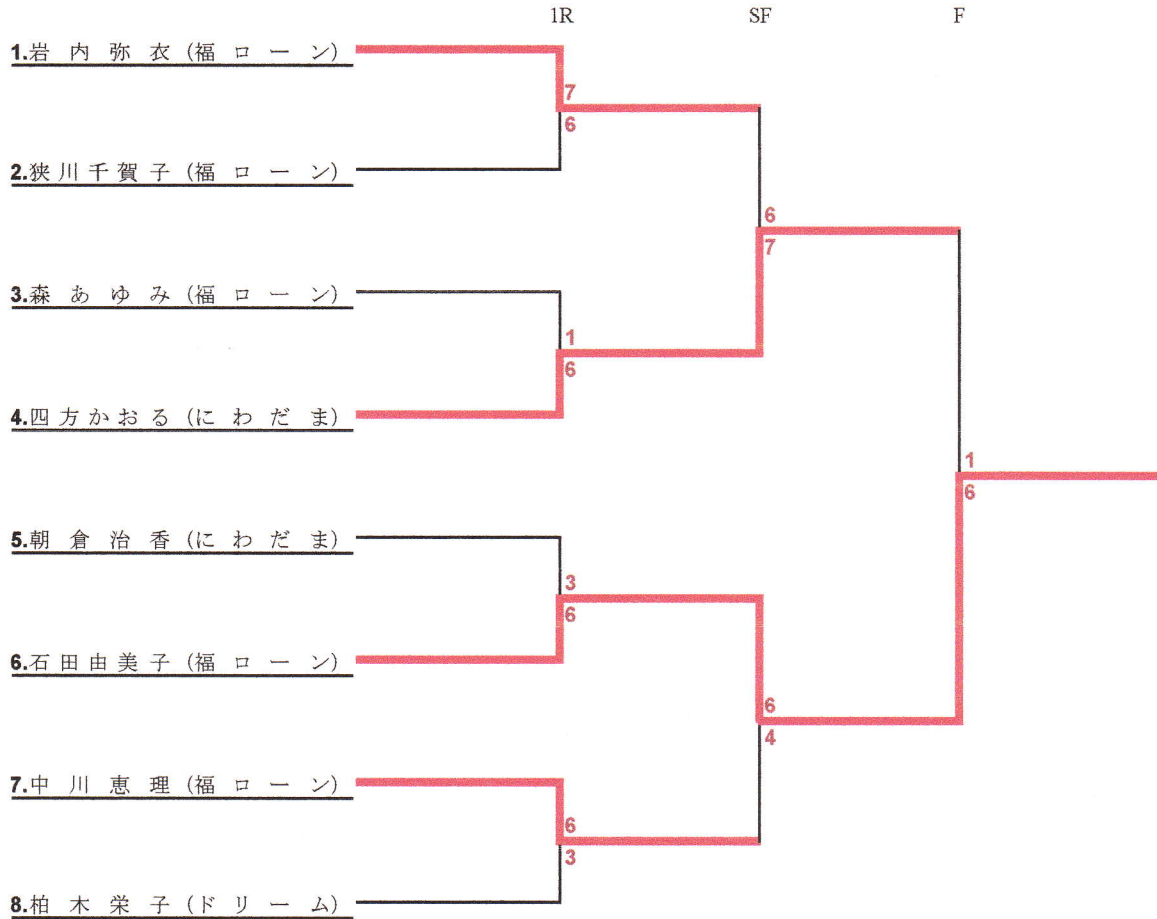 1R SF F
1.岩内弥衣(福ローン)
7
6
2.狭川千賀子(福ローン)
6
7
3.森あゆみ(福ローン)
1
6
4.四方かおる(にわだま)
1
6
5.朝倉治香(にわだま)
3
6
6.石田由美子(福ローン)
6
4
7.中川恵理(福ローン)
6
3
8.柏木栄子(ドリーム)